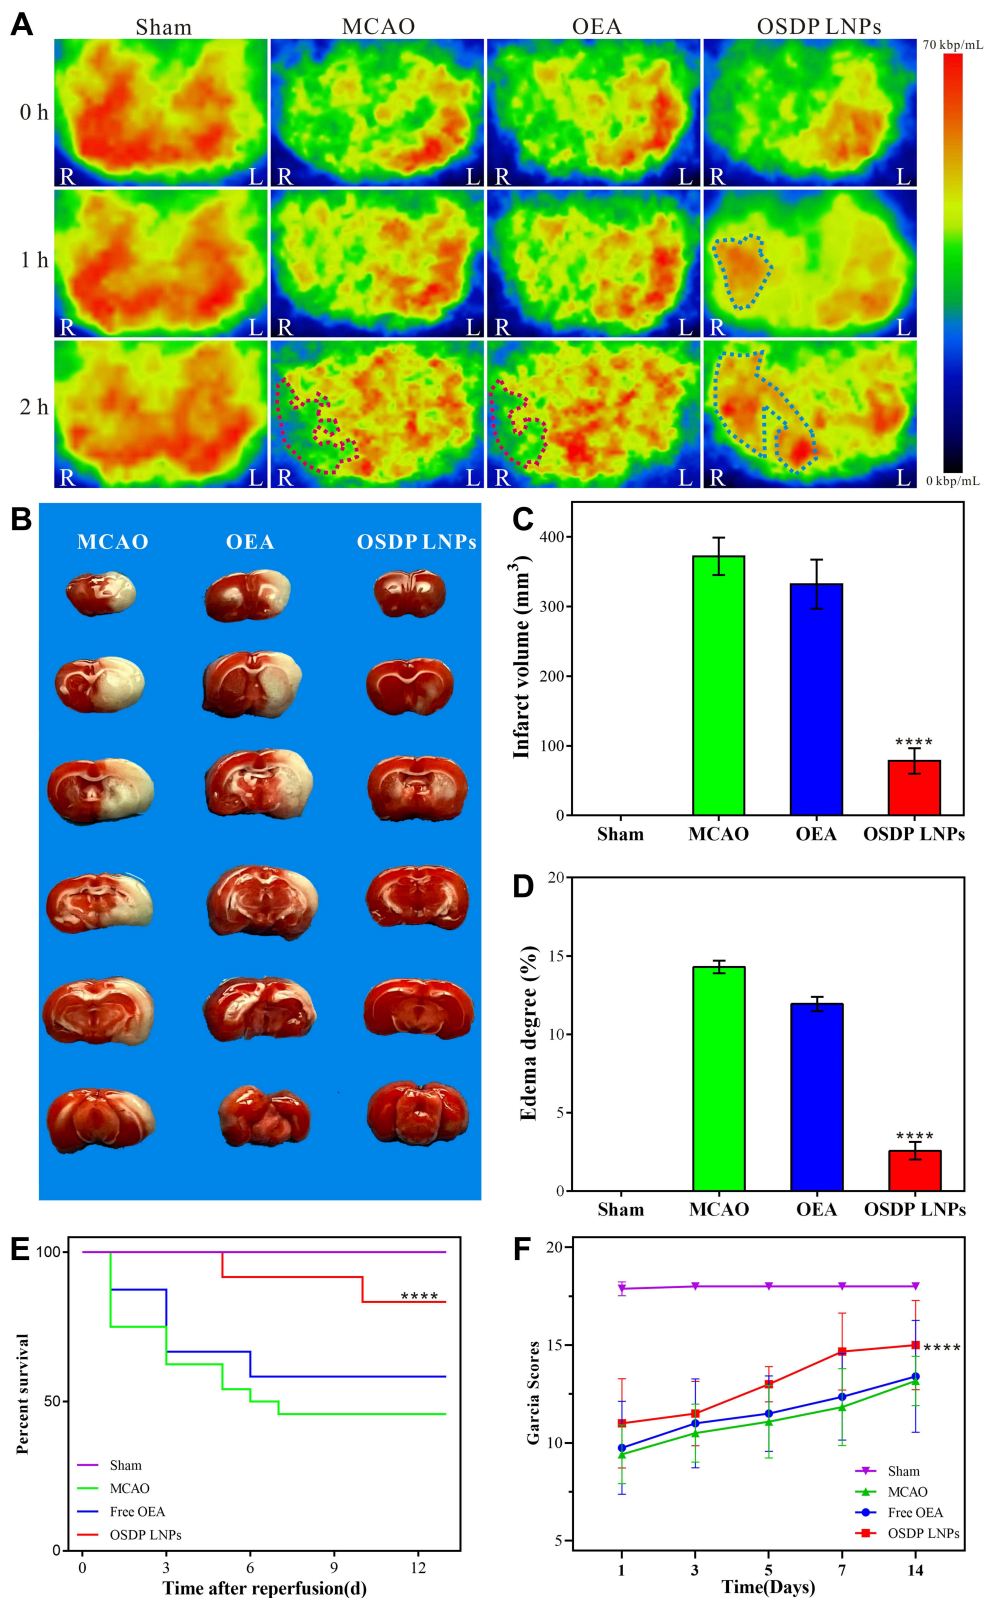 A
Sham MCAO OEA OSDP LNPs
70 kbp/mL
0 h
R L R L R L R L
1 h
R L R L R L R L
2 h
R L R L R L R L
0 kbp/mL
B
MCAO OEA OSDP LNPs
C
Infarct volume (mm³)
400
300
200
100
0
****
Sham MCAO OEA OSDP LNPs
D
Edema degree (%)
20
15
10
5
0
****
Sham MCAO OEA OSDP LNPs
E
Percent survival
100
50
0
****
Sham
MCAO
Free OEA
OSDP LNPs
0 3 6 9 12
Time after reperfusion(d)
F
Garcia Scores
20
15
10
5
****
Sham
MCAO
Free OEA
OSDP LNPs
1 3 5 7 14
Time(Days)